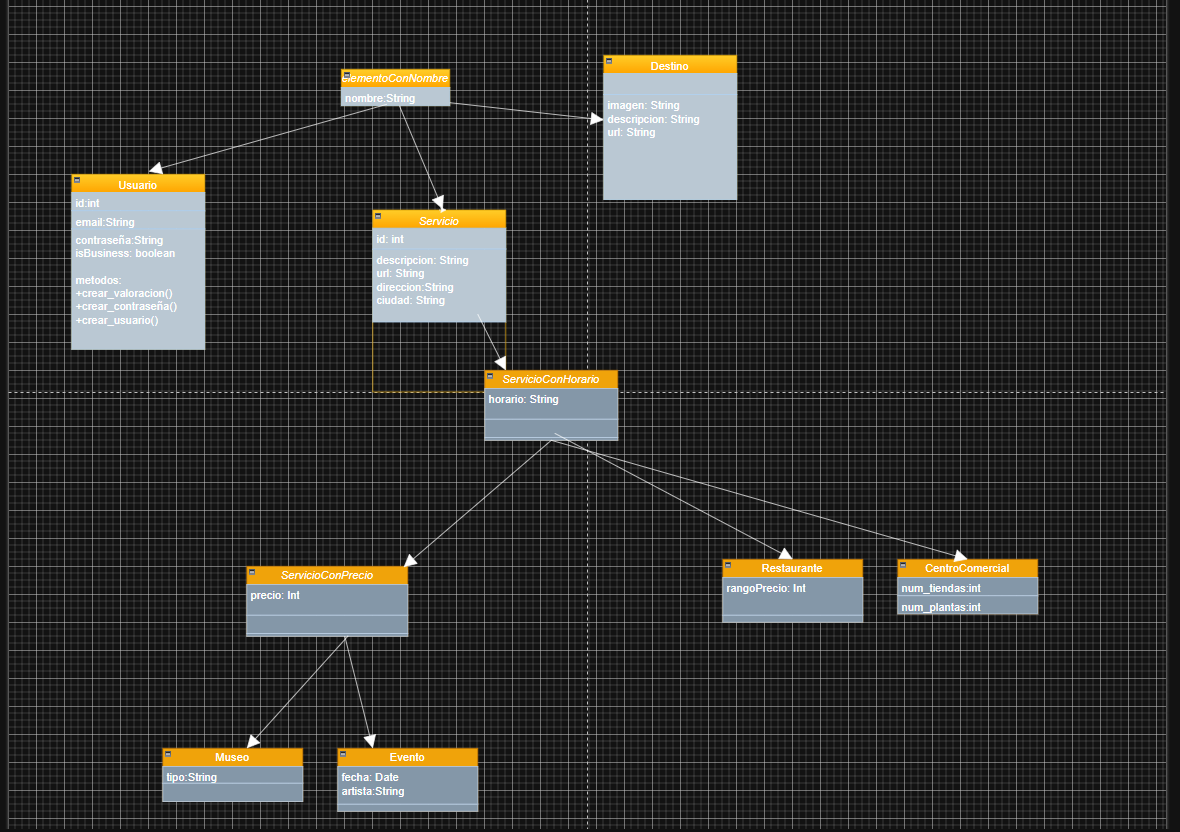 elementoConNombre
nombre:String
Destino
imagen: String
descripcion: String
url: String
Usuario
id:int
email:String
contraseña:String
isBusiness: boolean
metodos:
+crear_valoracion()
+crear_contraseña()
+crear_usuario()
Servicio
id: int
descripcion: String
url: String
direccion:String
ciudad: String
ServicioConHorario
horario: String
ServicioConPrecio
precio: Int
Restaurante
rangoPrecio: Int
CentroComercial
num_tiendas:int
num_plantas:int
Museo
tipo:String
Evento
fecha: Date
artista:String